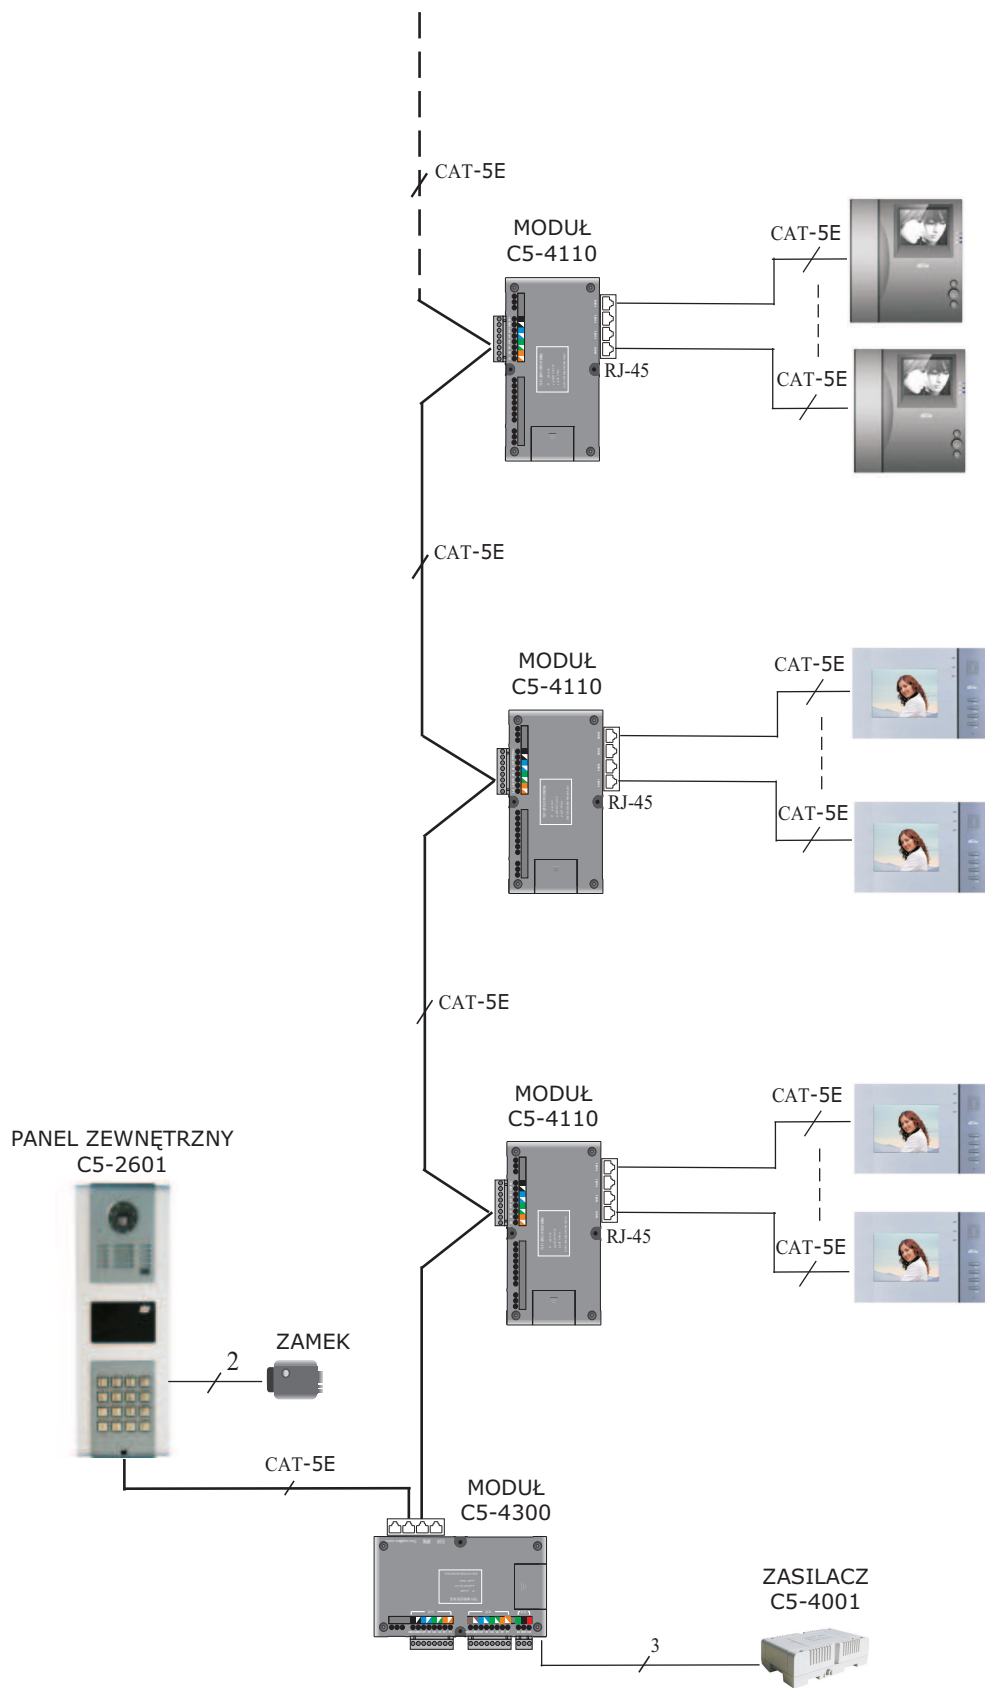 CAT-5E
MODUŁ
C5-4110
CAT-5E
RJ-45
CAT-5E
CAT-5E
MODUŁ
C5-4110
CAT-5E
RJ-45
CAT-5E
CAT-5E
MODUŁ
C5-4110
CAT-5E
RJ-45
CAT-5E
PANEL ZEWNĘTRZNY
C5-2601
ZAMEK
2
CAT-5E
MODUŁ
C5-4300
ZASILACZ
C5-4001
3